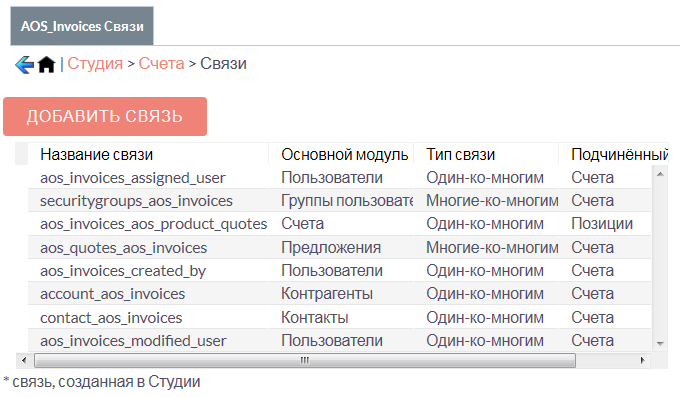 AOS_Invoices Связи
| Студия > Счета > Связи
ДОБАВИТЬ СВЯЗЬ
Название связи Основной модуль Тип связи Подчинённый
aos_invoices_assigned_user Пользователи Один-ко-многим Счета
securitygroups_aos_invoices Группы пользовате Многие-ко-многим Счета
aos_invoices_aos_product_quotes Счета Один-ко-многим Позиции
aos_quotes_aos_invoices Предложения Многие-ко-многим Счета
aos_invoices_created_by Пользователи Один-ко-многим Счета
account_aos_invoices Контрагенты Один-ко-многим Счета
contact_aos_invoices Контакты Один-ко-многим Счета
aos_invoices_modified_user Пользователи Один-ко-многим Счета
* связь, созданная в Студии